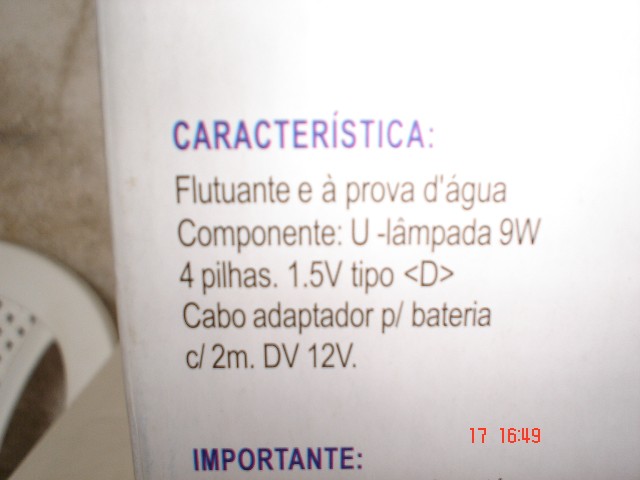 CARACTERÍSTICA:
Flutuante e à prova d'água
Componente: U -lâmpada 9W
4 pilhas. 1.5V tipo <D>
Cabo adaptador p/ bateria
c/ 2m. DV 12V.
17 16:49
IMPORTANTE: